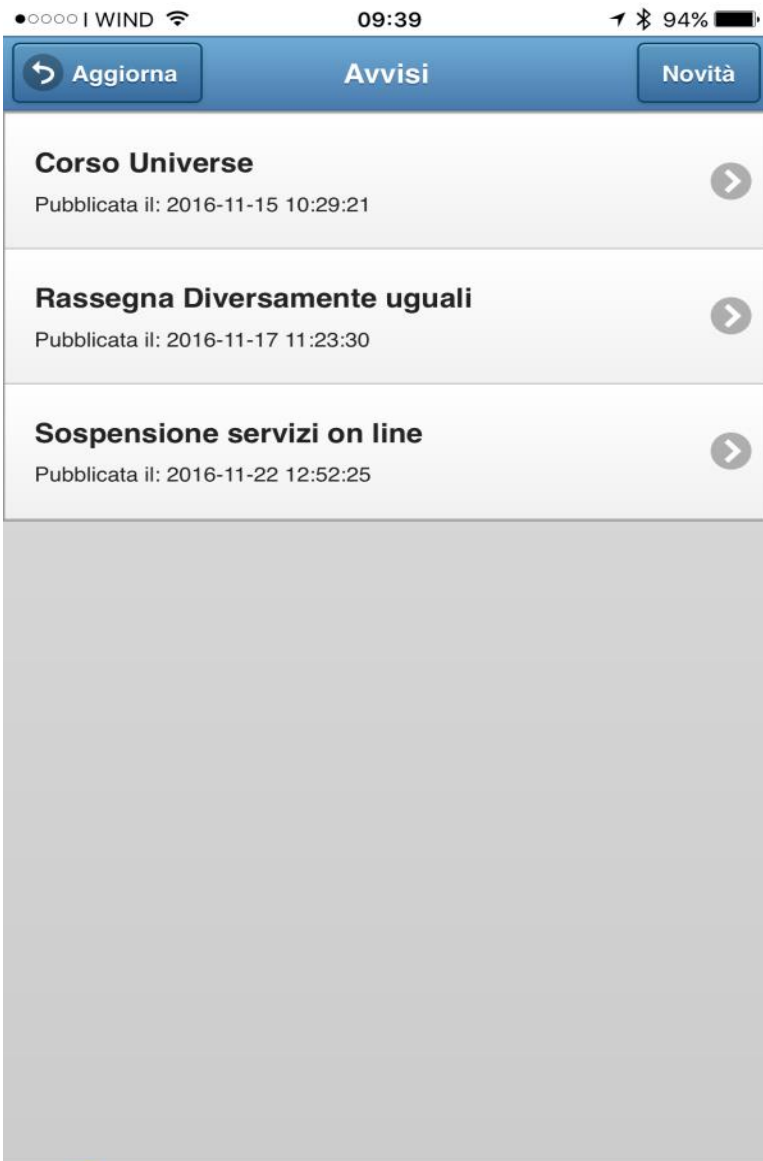 I WIND 09:39 94%
Aggiorna Avvisi Novità
Corso Universe
Pubblicata il: 2016-11-15 10:29:21
Rassegna Diversamente uguali
Pubblicata il: 2016-11-17 11:23:30
Sospensione servizi on line
Pubblicata il: 2016-11-22 12:52:25